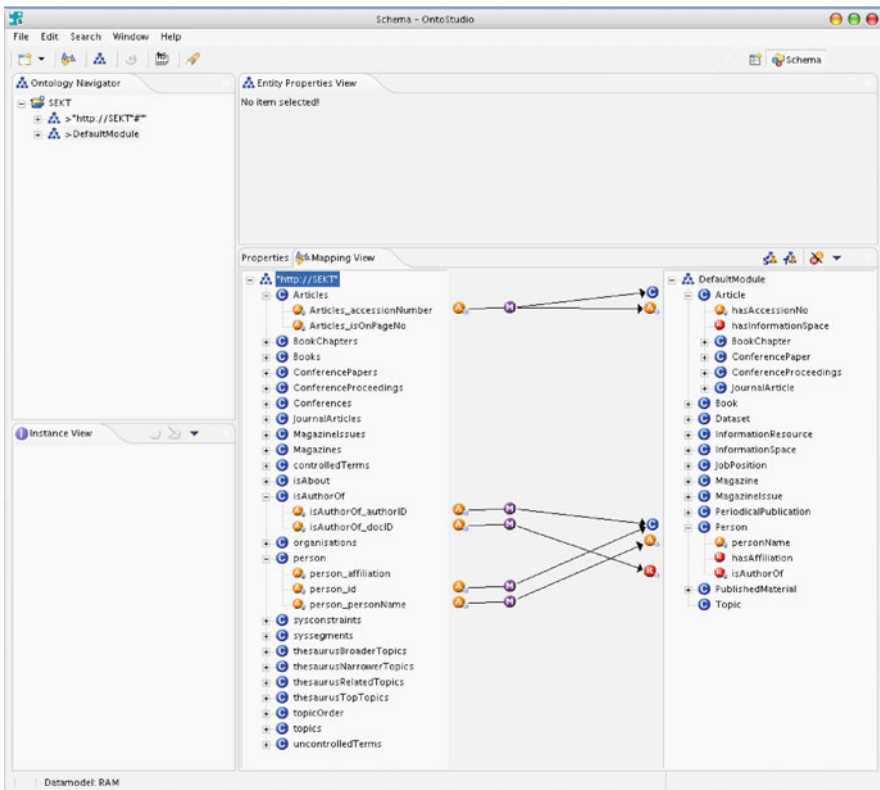 Schema - OntoStudio
File Edit Search Window Help
Schema
Ontology Navigator
SEKT
>"http://SEKT"#""
>DefaultModule
Entity Properties View
No item selected!
Instance View
Properties Mapping View
"http://SEKT"
Articles
Articles_accessionNumber
Articles_isOnPageNo
BookChapters
Books
ConferencePapers
ConferenceProceedings
Conferences
JournalArticles
MagazineIssues
Magazines
controlledTerms
isAbout
isAuthorOf
isAuthorOf_authorID
isAuthorOf_docID
organisations
person
person_affiliation
person_id
person_personName
sysconstraints
syssegments
thesaurusBroaderTopics
thesaurusNarrowerTopics
thesaurusRelatedTopics
thesaurusTopTopics
topicOrder
topics
uncontrolledTerms
A M C
A
A M C
A M A
R
A M
A M
DefaultModule
Article
hasAccessionNo
hasInformationSpace
BookChapter
ConferencePaper
ConferenceProceedings
JournalArticle
Book
Dataset
InformationResource
InformationSpace
JobPosition
Magazine
MagazineIssue
PeriodicalPublication
Person
personName
hasAffiliation
isAuthorOf
PublishedMaterial
Topic
Datamodel: RAM